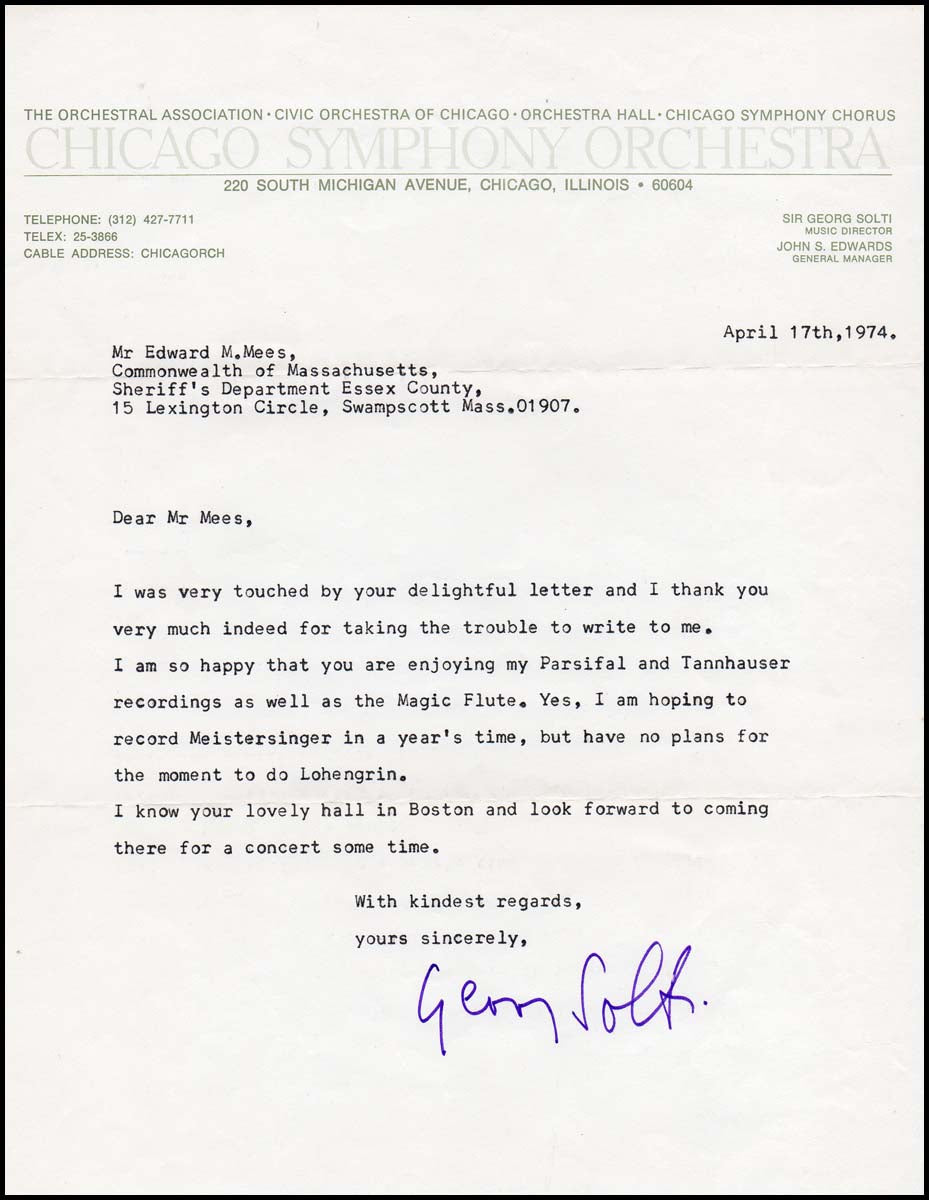 THE ORCHESTRAL ASSOCIATION · CIVIC ORCHESTRA OF CHICAGO · ORCHESTRA HALL · CHICAGO SYMPHONY CHORUS
CHICAGO SYMPHONY ORCHESTRA
220 SOUTH MICHIGAN AVENUE, CHICAGO, ILLINOIS • 60604
TELEPHONE: (312) 427-7711
TELEX: 25-3866
CABLE ADDRESS: CHICAGORCH
SIR GEORG SOLTI
MUSIC DIRECTOR
JOHN S. EDWARDS
GENERAL MANAGER
April 17th,1974.
Mr Edward M.Mees,
Commonwealth of Massachusetts,
Sheriff's Department Essex County,
15 Lexington Circle, Swampscott Mass.01907.
Dear Mr Mees,
I was very touched by your delightful letter and I thank you
very much indeed for taking the trouble to write to me.
I am so happy that you are enjoying my Parsifal and Tannhauser
recordings as well as the Magic Flute. Yes, I am hoping to
record Meistersinger in a year's time, but have no plans for
the moment to do Lohengrin.
I know your lovely hall in Boston and look forward to coming
there for a concert some time.
With kindest regards,
yours sincerely,
Georg Solti.